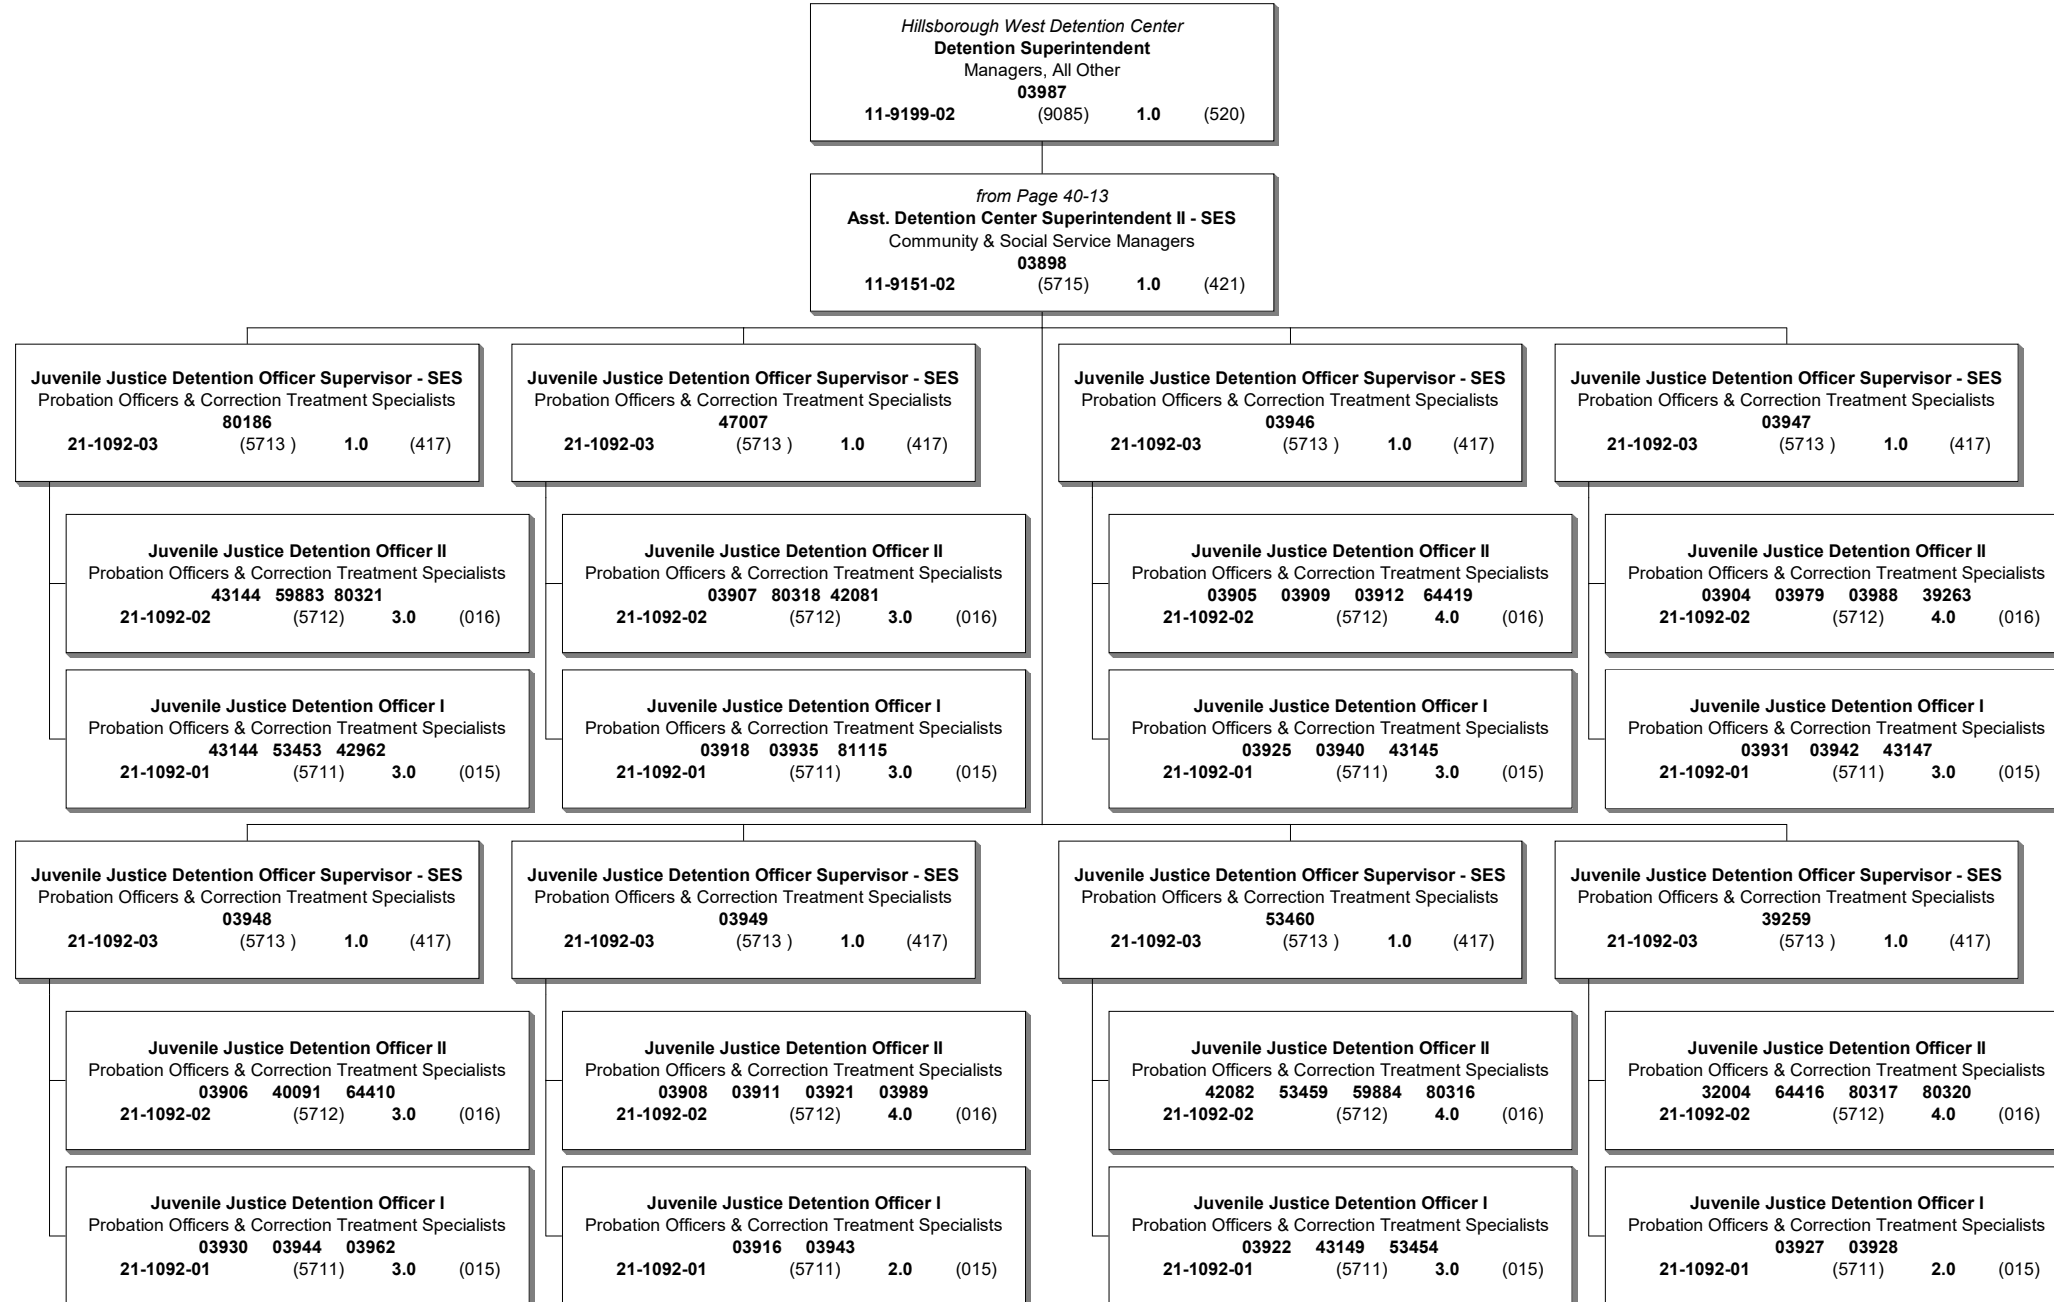 Hillsborough West Detention Center
Detention Superintendent
Managers, All Other
03987
11-9199-02 (9085) 1.0 (520)
from Page 40-13
Asst. Detention Center Superintendent II - SES
Community & Social Service Managers
03898
11-9151-02 (5715) 1.0 (421)
Juvenile Justice Detention Officer Supervisor - SES
Probation Officers & Correction Treatment Specialists
80186
21-1092-03 (5713 ) 1.0 (417)
Juvenile Justice Detention Officer Supervisor - SES
Probation Officers & Correction Treatment Specialists
47007
21-1092-03 (5713 ) 1.0 (417)
Juvenile Justice Detention Officer Supervisor - SES
Probation Officers & Correction Treatment Specialists
03946
21-1092-03 (5713 ) 1.0 (417)
Juvenile Justice Detention Officer Supervisor - SES
Probation Officers & Correction Treatment Specialists
03947
21-1092-03 (5713 ) 1.0 (417)
Juvenile Justice Detention Officer II
Probation Officers & Correction Treatment Specialists
43144 59883 80321
21-1092-02 (5712) 3.0 (016)
Juvenile Justice Detention Officer II
Probation Officers & Correction Treatment Specialists
03907 80318 42081
21-1092-02 (5712) 3.0 (016)
Juvenile Justice Detention Officer II
Probation Officers & Correction Treatment Specialists
03905 03909 03912 64419
21-1092-02 (5712) 4.0 (016)
Juvenile Justice Detention Officer II
Probation Officers & Correction Treatment Specialists
03904 03979 03988 39263
21-1092-02 (5712) 4.0 (016)
Juvenile Justice Detention Officer I
Probation Officers & Correction Treatment Specialists
43144 53453 42962
21-1092-01 (5711) 3.0 (015)
Juvenile Justice Detention Officer I
Probation Officers & Correction Treatment Specialists
03918 03935 81115
21-1092-01 (5711) 3.0 (015)
Juvenile Justice Detention Officer I
Probation Officers & Correction Treatment Specialists
03925 03940 43145
21-1092-01 (5711) 3.0 (015)
Juvenile Justice Detention Officer I
Probation Officers & Correction Treatment Specialists
03931 03942 43147
21-1092-01 (5711) 3.0 (015)
Juvenile Justice Detention Officer Supervisor - SES
Probation Officers & Correction Treatment Specialists
03948
21-1092-03 (5713 ) 1.0 (417)
Juvenile Justice Detention Officer Supervisor - SES
Probation Officers & Correction Treatment Specialists
03949
21-1092-03 (5713 ) 1.0 (417)
Juvenile Justice Detention Officer Supervisor - SES
Probation Officers & Correction Treatment Specialists
53460
21-1092-03 (5713 ) 1.0 (417)
Juvenile Justice Detention Officer Supervisor - SES
Probation Officers & Correction Treatment Specialists
39259
21-1092-03 (5713 ) 1.0 (417)
Juvenile Justice Detention Officer II
Probation Officers & Correction Treatment Specialists
03906 40091 64410
21-1092-02 (5712) 3.0 (016)
Juvenile Justice Detention Officer II
Probation Officers & Correction Treatment Specialists
03908 03911 03921 03989
21-1092-02 (5712) 4.0 (016)
Juvenile Justice Detention Officer II
Probation Officers & Correction Treatment Specialists
42082 53459 59884 80316
21-1092-02 (5712) 4.0 (016)
Juvenile Justice Detention Officer II
Probation Officers & Correction Treatment Specialists
32004 64416 80317 80320
21-1092-02 (5712) 4.0 (016)
Juvenile Justice Detention Officer I
Probation Officers & Correction Treatment Specialists
03930 03944 03962
21-1092-01 (5711) 3.0 (015)
Juvenile Justice Detention Officer I
Probation Officers & Correction Treatment Specialists
03916 03943
21-1092-01 (5711) 2.0 (015)
Juvenile Justice Detention Officer I
Probation Officers & Correction Treatment Specialists
03922 43149 53454
21-1092-01 (5711) 3.0 (015)
Juvenile Justice Detention Officer I
Probation Officers & Correction Treatment Specialists
03927 03928
21-1092-01 (5711) 2.0 (015)